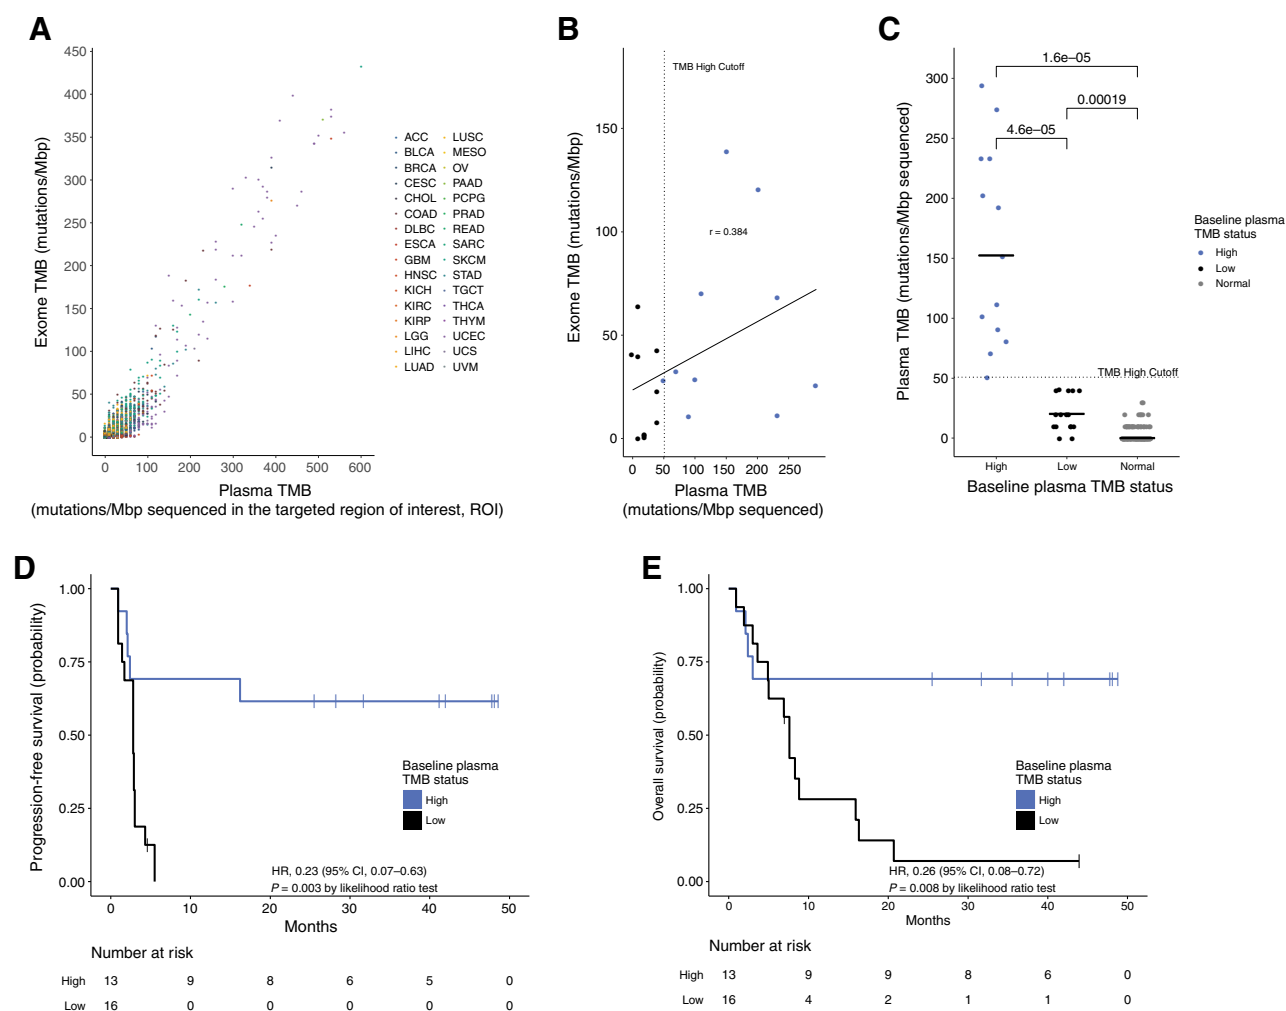 A
Exome TMB (mutations/Mbp)
450
400
350
300
250
200
150
100
50
0
0 100 200 300 400 500 600
Plasma TMB
(mutations/Mbp sequenced in the targeted region of interest, ROI)
ACC LUSC
BLCA MESO
BRCA OV
CESC PAAD
CHOL PCPG
COAD PRAD
DLBC READ
ESCA SARC
GBM SKCM
HNSC STAD
KICH TGCT
KIRC THCA
KIRP THYM
LGG UCEC
LIHC UCS
LUAD UVM
B
Exome TMB (mutations/Mbp)
150
100
50
0
TMB High Cutoff
r = 0.384
0 50 100 150 200 250
Plasma TMB
(mutations/Mbp sequenced)
C
Plasma TMB (mutations/Mbp sequenced)
300
250
200
150
100
50
0
1.6e–05
0.00019
4.6e–05
TMB High Cutoff
High Low Normal
Baseline plasma TMB status
Baseline plasma
TMB status
High
Low
Normal
D
Progression-free survival (probability)
1.00
0.75
0.50
0.25
0.00
Baseline plasma
TMB status
High
Low
HR, 0.23 (95% CI, 0.07–0.63)
P = 0.003 by likelihood ratio test
0 10 20 30 40 50
Months
Number at risk
High 13 9 8 6 5 0
Low 16 0 0 0 0 0
E
Overall survival (probability)
1.00
0.75
0.50
0.25
0.00
Baseline plasma
TMB status
High
Low
HR, 0.26 (95% CI, 0.08–0.72)
P = 0.008 by likelihood ratio test
0 10 20 30 40 50
Months
Number at risk
High 13 9 9 8 6 0
Low 16 4 2 1 1 0